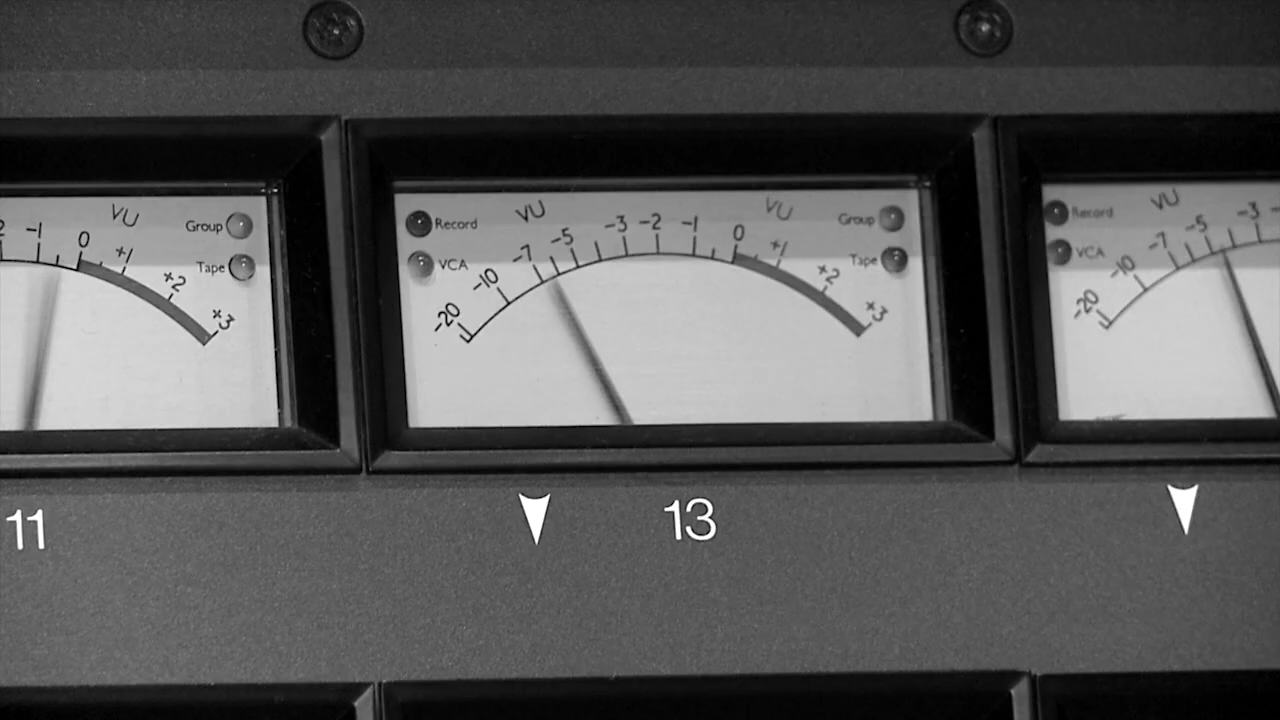 2 -1 0 +1 +2 +3
VU
Group
Tape
Record
VCA
VU VU
-20 -10 -7 -5 -3 -2 -1 0 +1 +2 +3
Group
Tape
Record
VCA
VU
-20 -10 -7 -5 -3
11
13